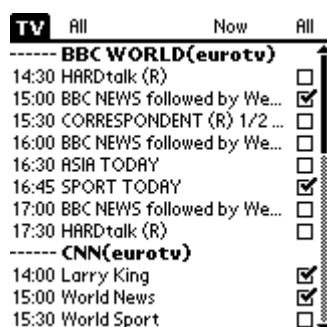 TV All Now All
------ BBC WORLD(eurotv)
14:30 HARDtalk (R)
15:00 BBC NEWS followed by We...
15:30 CORRESPONDENT (R) 1/2 ...
16:00 BBC NEWS followed by We...
16:30 ASIA TODAY
16:45 SPORT TODAY
17:00 BBC NEWS followed by We...
17:30 HARDtalk (R)
------ CNN(eurotv)
14:00 Larry King
15:00 World News
15:30 World Sport